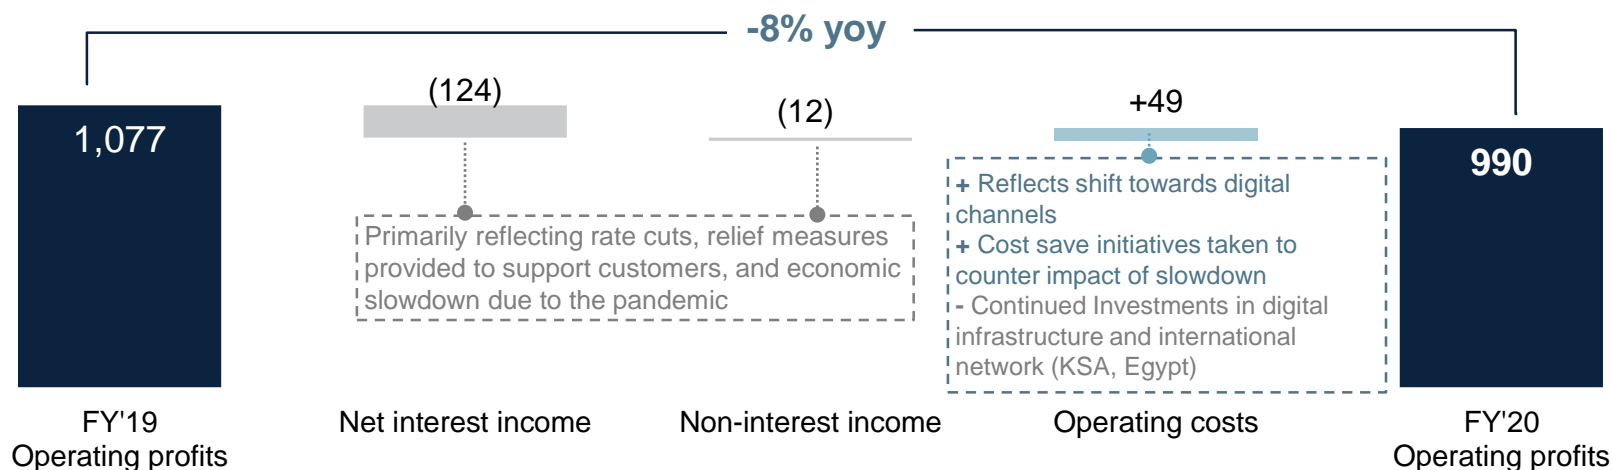 -8% yoy
1,077
(124)
(12)
+49
990
Primarily reflecting rate cuts, relief measures
provided to support customers, and economic
slowdown due to the pandemic
+ Reflects shift towards digital
channels
+ Cost save initiatives taken to
counter impact of slowdown
- Continued Investments in digital
infrastructure and international
network (KSA, Egypt)
FY'19
Operating profits
Net interest income
Non-interest income
Operating costs
FY'20
Operating profits